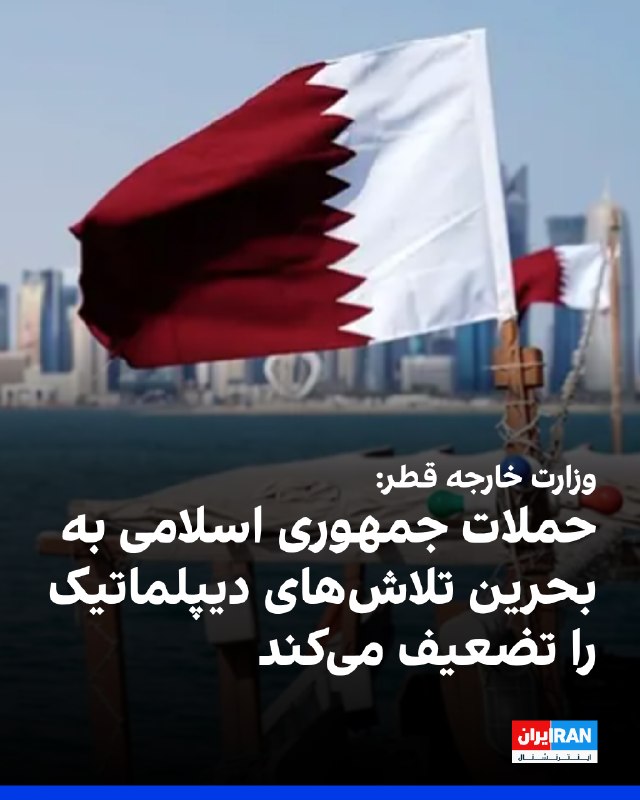 وزارت خارجه قطر:
حملات جمهوری اسلامی به
بحرین تلاش‌های دیپلماتیک
را تضعیف می‌کند
IRAN ایران
اینترنشنال